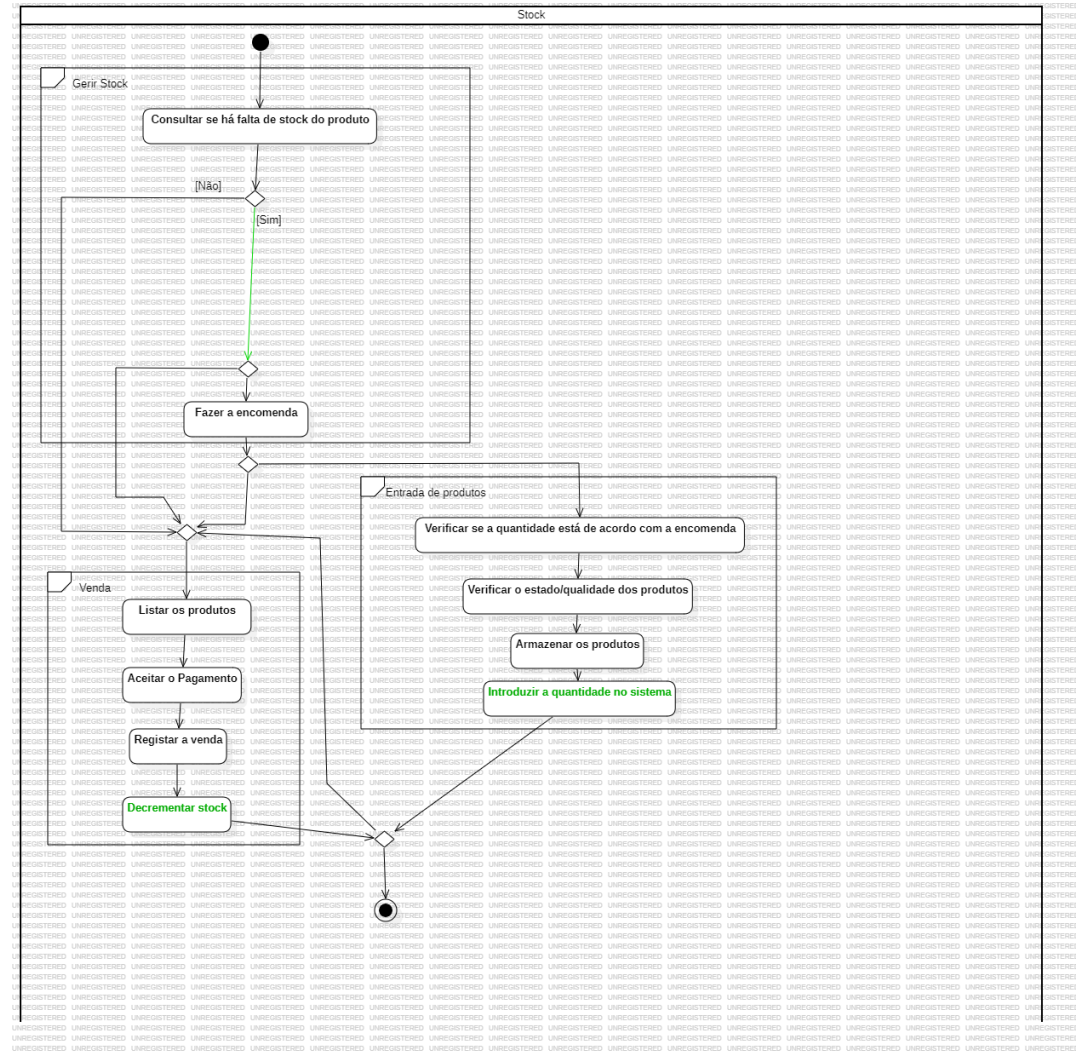 Stock
Gerir Stock
Consultar se há falta de stock do produto
[Não]
[Sim]
Fazer a encomenda
Entrada de produtos
Verificar se a quantidade está de acordo com a encomenda
Verificar o estado/qualidade dos produtos
Armazenar os produtos
Introduzir a quantidade no sistema
Venda
Listar os produtos
Aceitar o Pagamento
Registar a venda
Decrementar stock
UNREGISTERED